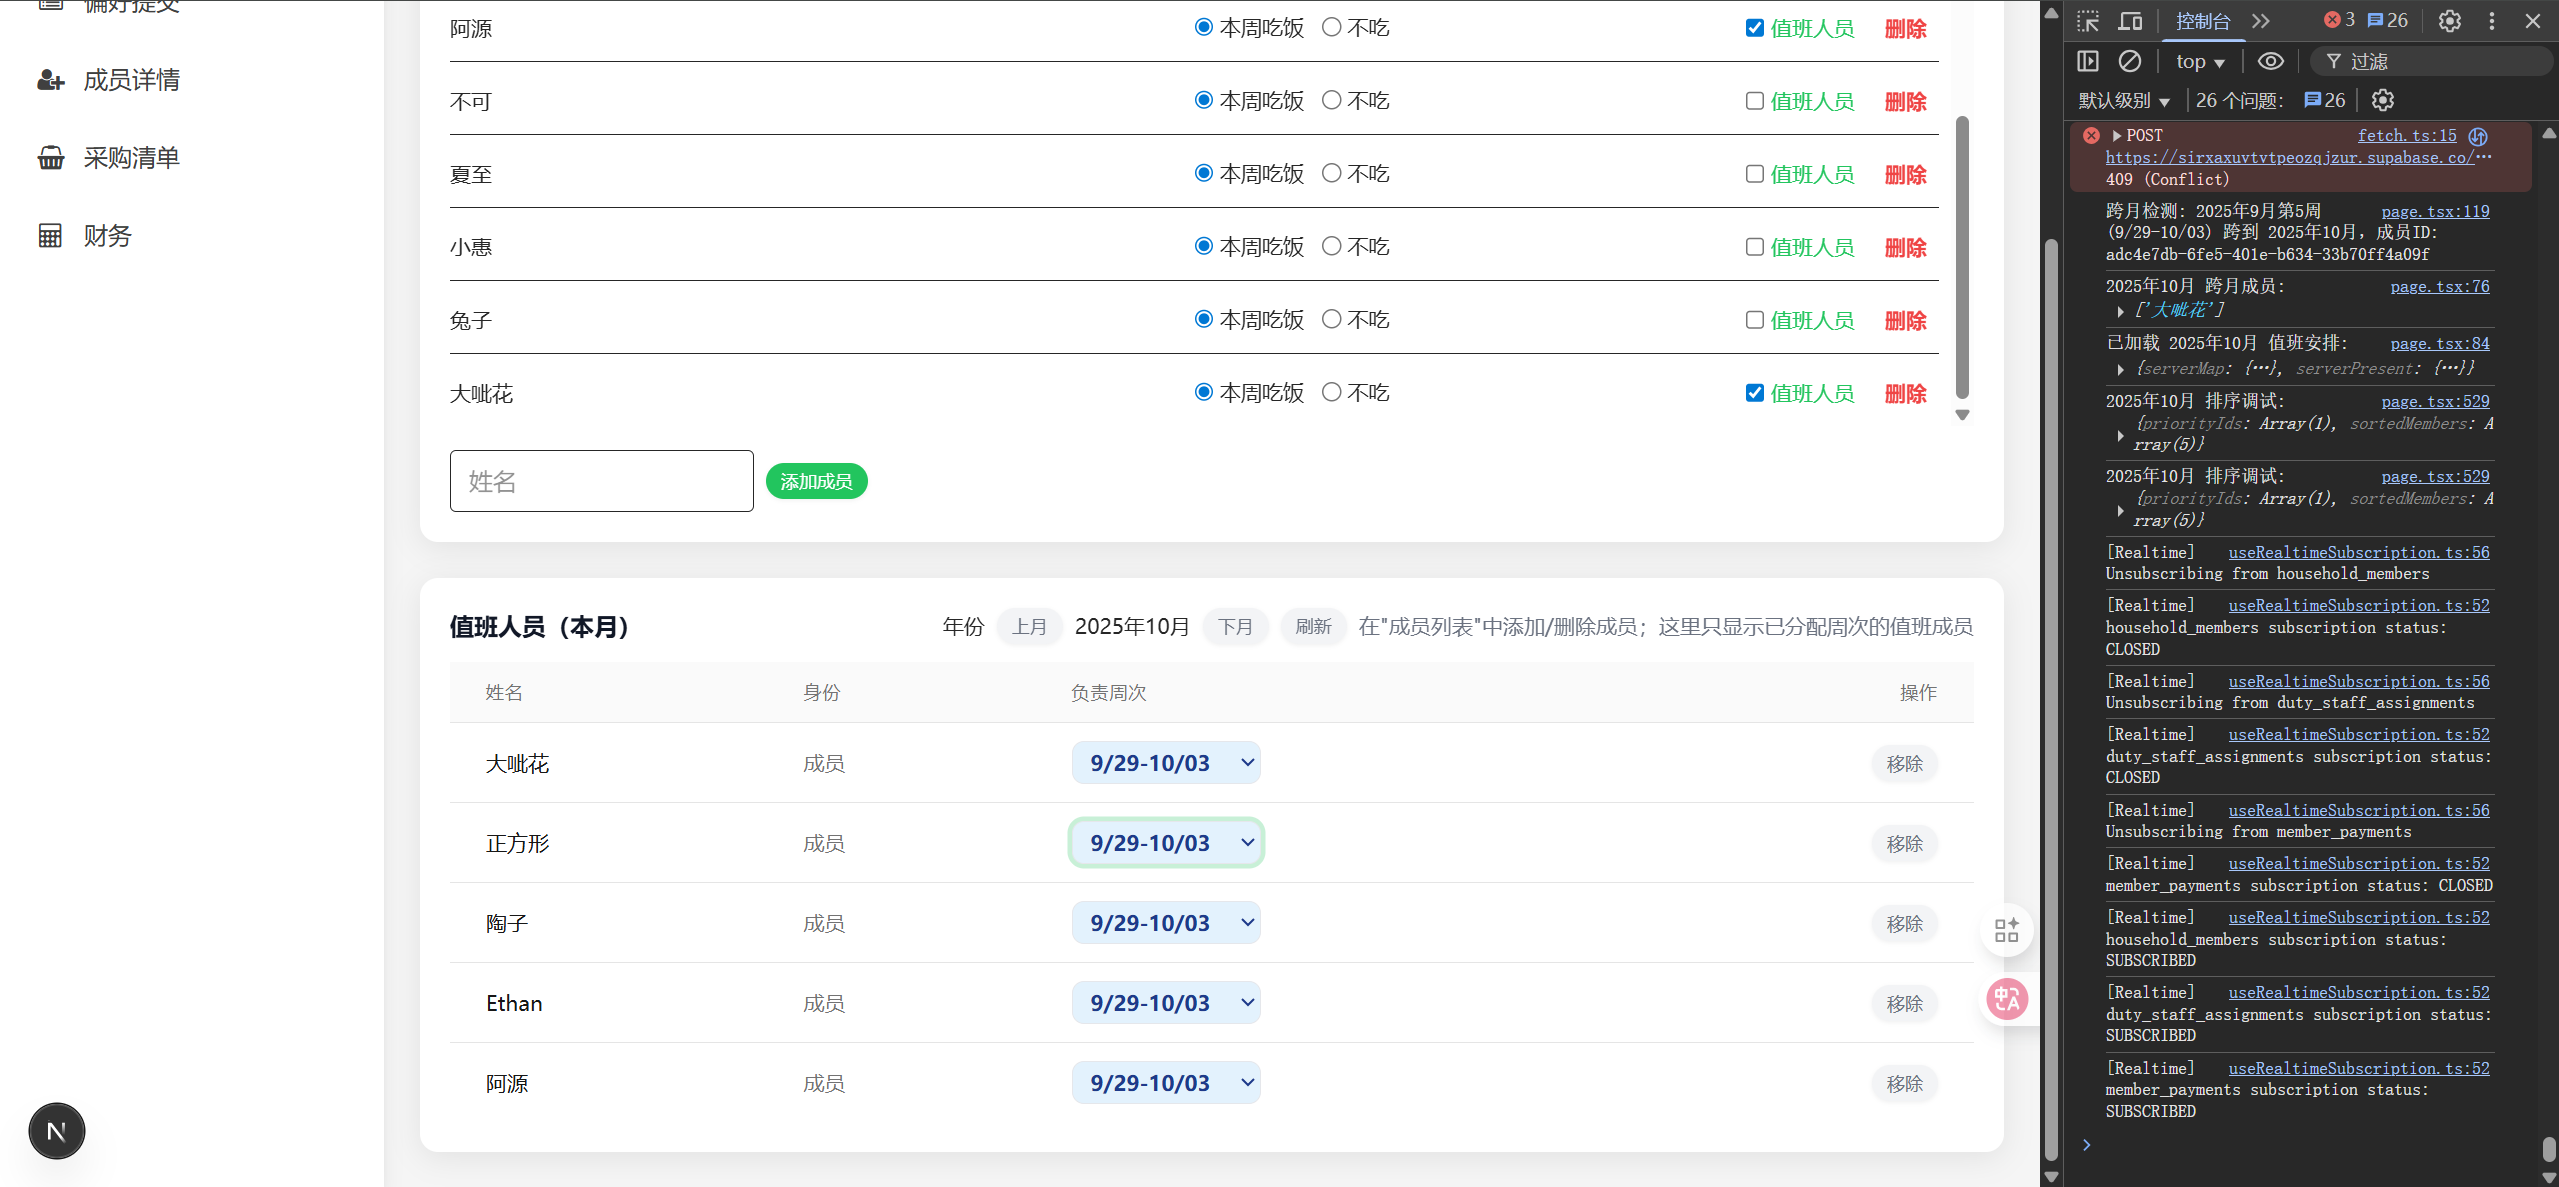 偏好提交
成员详情
采购清单
财务
阿源 本周吃饭 不吃 值班人员 删除
不可 本周吃饭 不吃 值班人员 删除
夏至 本周吃饭 不吃 值班人员 删除
小惠 本周吃饭 不吃 值班人员 删除
兔子 本周吃饭 不吃 值班人员 删除
大呲花 本周吃饭 不吃 值班人员 删除
姓名 添加成员
值班人员（本月） 年份 上月 2025年10月 下月 刷新 在"成员列表"中添加/删除成员；这里只显示已分配周次的值班成员
姓名 身份 负责周次 操作
大呲花 成员 9/29-10/03 移除
正方形 成员 9/29-10/03 移除
陶子 成员 9/29-10/03 移除
Ethan 成员 9/29-10/03 移除
阿源 成员 9/29-10/03 移除
N
中A
控制台 3 26
top 过滤
默认级别 26 个问题： 26
POST fetch.ts:15
https://sirxaxuvtvtpeozqjzur.supabase.co/…
409 (Conflict)
跨月检测: 2025年9月第5周 page.tsx:119
(9/29-10/03) 跨到 2025年10月，成员ID:
adc4e7db-6fe5-401e-b634-33b70ff4a09f
2025年10月 跨月成员: page.tsx:76
['大呲花']
已加载 2025年10月 值班安排: page.tsx:84
{serverMap: {…}, serverPresent: {…}}
2025年10月 排序调试: page.tsx:529
{priorityIds: Array(1), sortedMembers: A
rray(5)}
2025年10月 排序调试: page.tsx:529
{priorityIds: Array(1), sortedMembers: A
rray(5)}
[Realtime] useRealtimeSubscription.ts:56
Unsubscribing from household_members
[Realtime] useRealtimeSubscription.ts:52
household_members subscription status:
CLOSED
[Realtime] useRealtimeSubscription.ts:56
Unsubscribing from duty_staff_assignments
[Realtime] useRealtimeSubscription.ts:52
duty_staff_assignments subscription status:
CLOSED
[Realtime] useRealtimeSubscription.ts:56
Unsubscribing from member_payments
[Realtime] useRealtimeSubscription.ts:52
member_payments subscription status: CLOSED
[Realtime] useRealtimeSubscription.ts:52
household_members subscription status:
SUBSCRIBED
[Realtime] useRealtimeSubscription.ts:52
duty_staff_assignments subscription status:
SUBSCRIBED
[Realtime] useRealtimeSubscription.ts:52
member_payments subscription status:
SUBSCRIBED